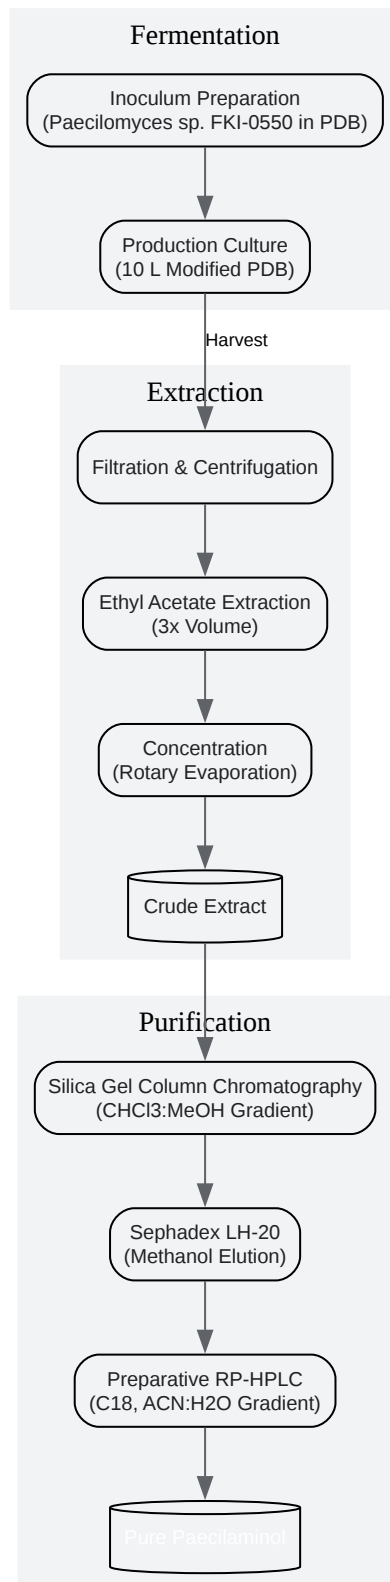 Fermentation
Inoculum Preparation
(Paecilomyces sp. FKI-0550 in PDB)
Production Culture
(10 L Modified PDB)
Harvest
Extraction
Filtration & Centrifugation
Ethyl Acetate Extraction
(3x Volume)
Concentration
(Rotary Evaporation)
Crude Extract
Purification
Silica Gel Column Chromatography
(CHCl3:MeOH Gradient)
Sephadex LH-20
(Methanol Elution)
Preparative RP-HPLC
(C18, ACN:H2O Gradient)
Pure Paecilaminol